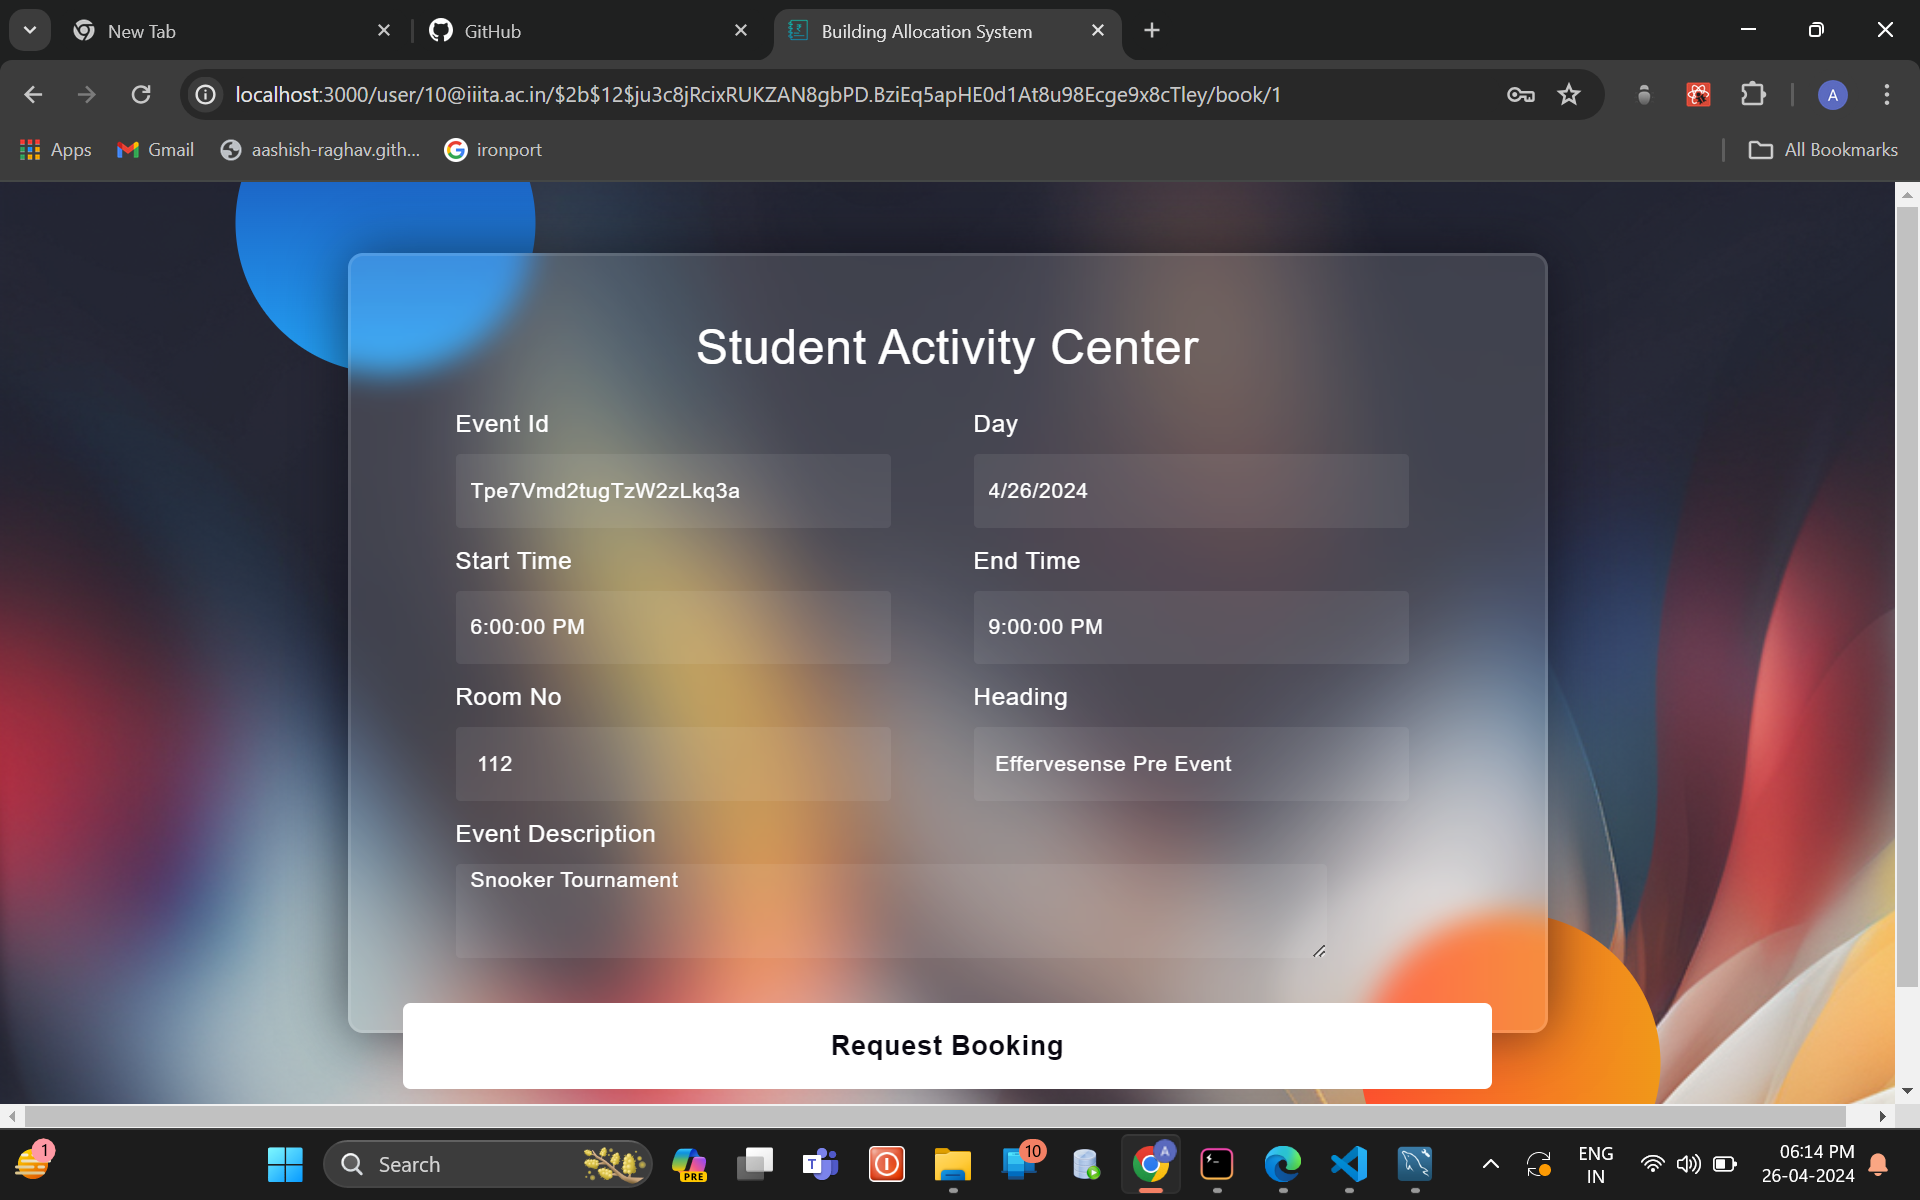 New Tab
GitHub
Building Allocation System
localhost:3000/user/10@iiita.ac.in/$2b$12$ju3c8jRcixRUKZAN8gbPD.BziEq5apHE0d1At8u98Ecge9x8cTley/book/1
A
Apps
Gmail
aashish-raghav.gith...
ironport
All Bookmarks
Student Activity Center
Event Id
Day
Tpe7Vmd2tugTzW2zLkq3a
4/26/2024
Start Time
End Time
6:00:00 PM
9:00:00 PM
Room No
Heading
112
Effervesense Pre Event
Event Description
Snooker Tournament
Request Booking
1
Search
PRE
T
10
A
ENG
IN
06:14 PM
26-04-2024